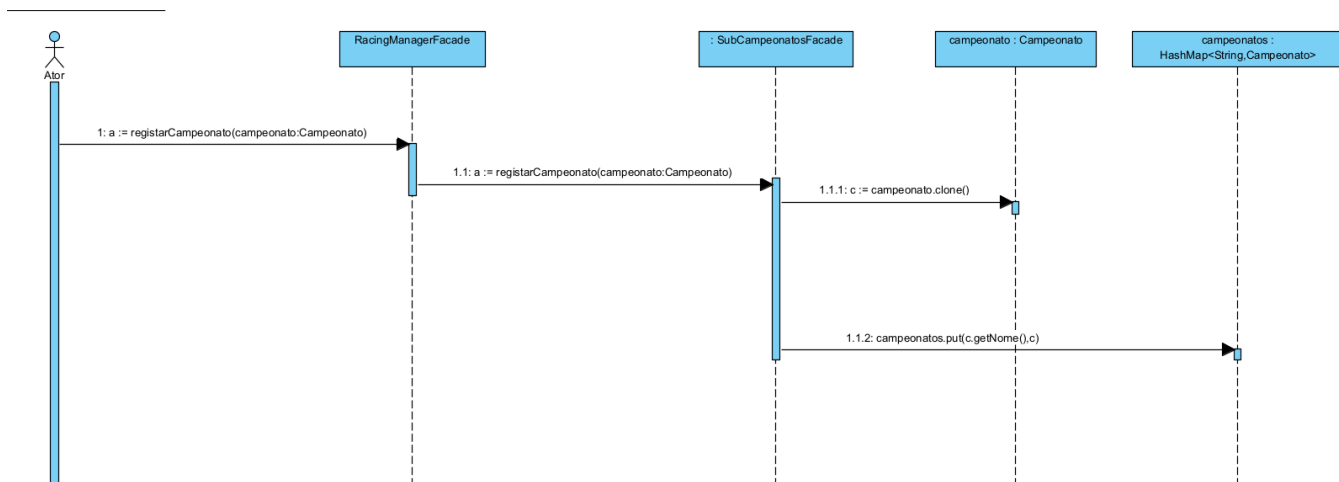 Ator
RacingManagerFacade
: SubCampeonatosFacade
campeonato : Campeonato
campeonatos :
HashMap<String,Campeonato>
1: a := registarCampeonato(campeonato:Campeonato)
1.1: a := registarCampeonato(campeonato:Campeonato)
1.1.1: c := campeonato.clone()
1.1.2: campeonatos.put(c.getNome(),c)